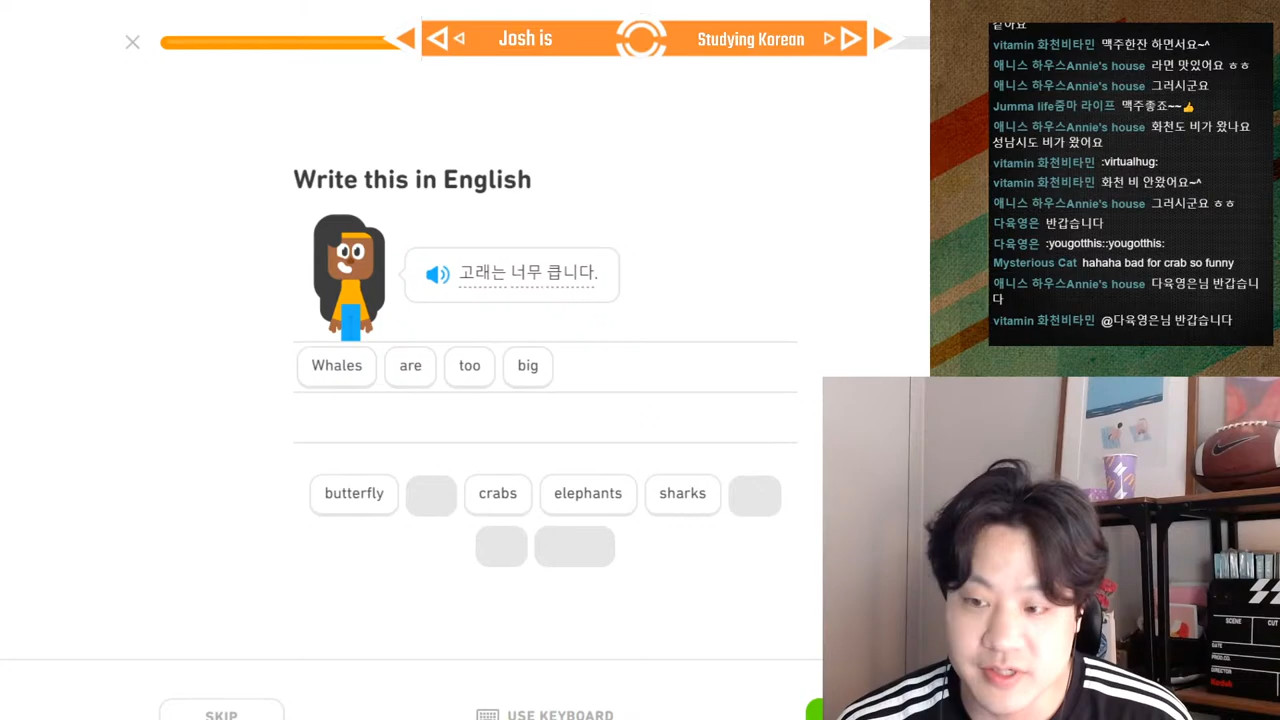 Josh is
Studying Korean
Write this in English
고래는 너무 큽니다.
Whales are too big
butterfly crabs elephants sharks
SKIP
USE KEYBOARD
같아요
vitamin 화천비타민 맥주한잔 하면서요~^
애니스 하우스Annie's house 라면 맛있어요 ㅎㅎ
애니스 하우스Annie's house 그러시군요
Jumma life줌마 라이프 맥주좋죠~~👍
애니스 하우스Annie's house 화천도 비가 왔나요
성남시도 비가 왔어요
vitamin 화천비타민 :virtualhug:
vitamin 화천비타민 화천 비 안왔어요~^
애니스 하우스Annie's house 그러시군요 ㅎㅎ
다육영은 반갑습니다
다육영은 :yougotthis::yougotthis:
Mysterious Cat hahaha bad for crab so funny
애니스 하우스Annie's house 다육영은님 반갑습니
다
vitamin 화천비타민 @다육영은님 반갑습니다
SCENE
CUT
DATE
PROD.CO.
DIRECTOR
Kodak